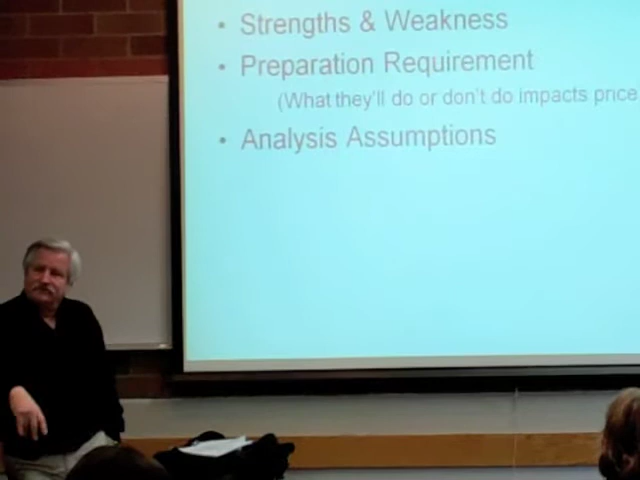 • Strengths & Weakness
• Preparation Requirement
(What they'll do or don't do impacts price
• Analysis Assumptions